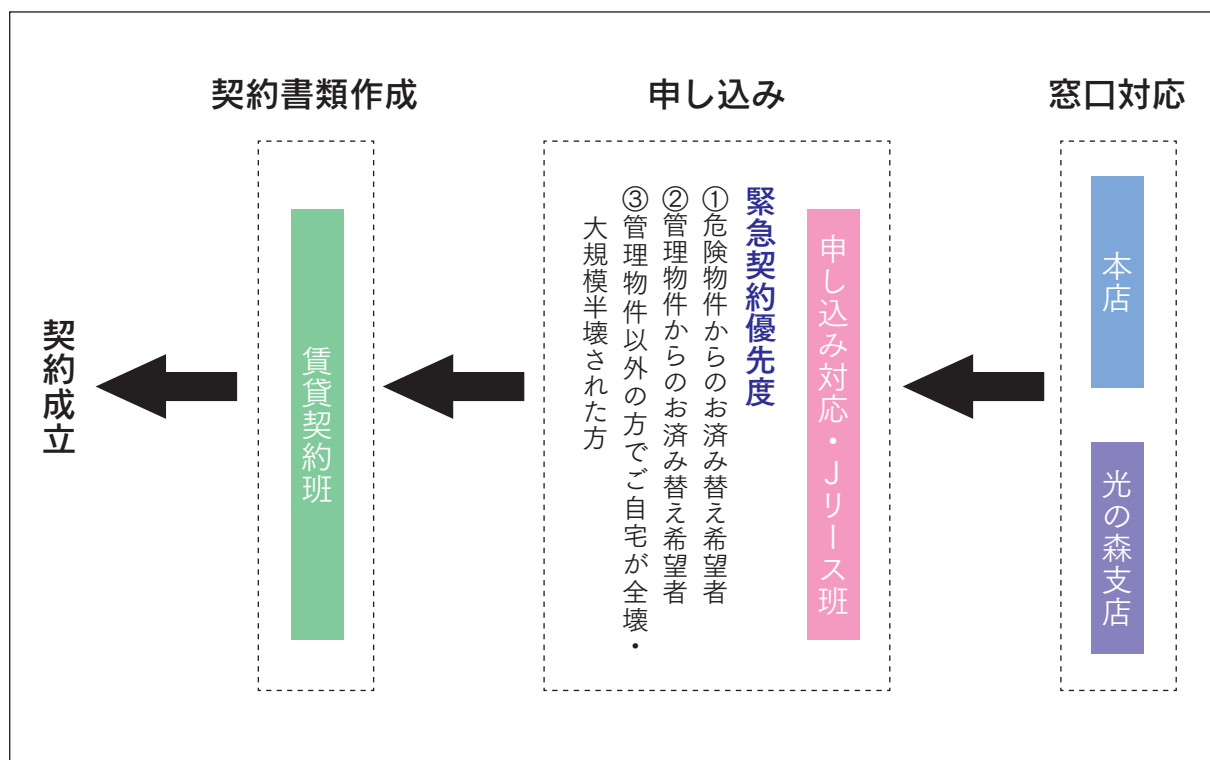 窓口対応
本店
光の森支店
申し込み
申し込み対応・Jリース班
緊急契約優先度
①危険物件からのお済み替え希望者
②管理物件からのお済み替え希望者
③管理物件以外の方でご自宅が全壊・
大規模半壊された方
契約書類作成
賃貸契約班
契約成立